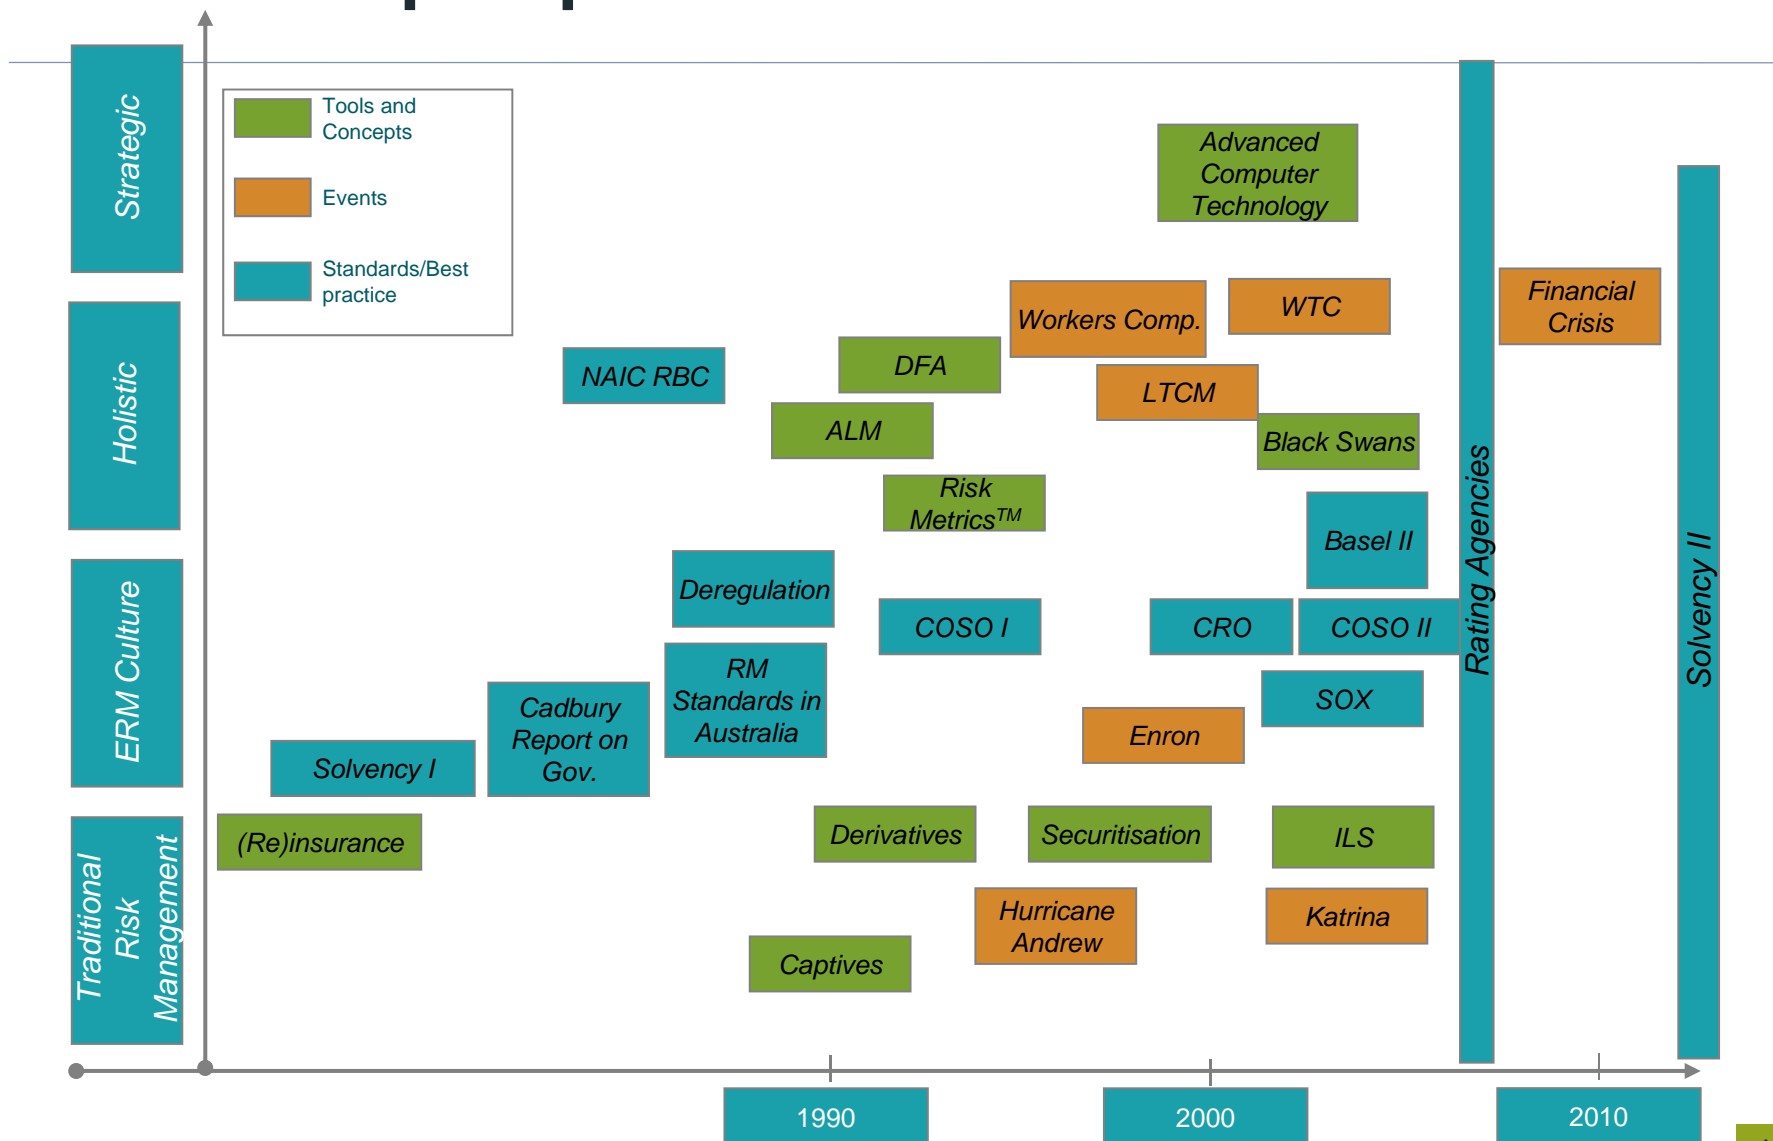 Strategic
Holistic
ERM Culture
Traditional
Risk
Management
Tools and
Concepts
Events
Standards/Best
practice
Advanced
Computer
Technology
Workers Comp.
WTC
Financial
Crisis
NAIC RBC
DFA
LTCM
ALM
Black Swans
Risk
Metrics™
Basel II
Deregulation
COSO I
CRO
COSO II
RM
Standards in
Australia
SOX
Cadbury
Report on
Gov.
Enron
Solvency I
(Re)insurance
Derivatives
Securitisation
ILS
Hurricane
Andrew
Katrina
Captives
Rating Agencies
Solvency II
1990
2000
2010